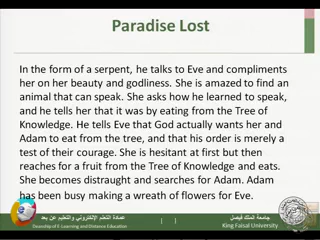 Paradise Lost
In the form of a serpent, he talks to Eve and compliments
her on her beauty and godliness. She is amazed to find an
animal that can speak. She asks how he learned to speak,
and he tells her that it was by eating from the Tree of
Knowledge. He tells Eve that God actually wants her and
Adam to eat from the tree, and that his order is merely a
test of their courage. She is hesitant at first but then
reaches for a fruit from the Tree of Knowledge and eats.
She becomes distraught and searches for Adam. Adam
has been busy making a wreath of flowers for Eve.
عمادة التعلم الإلكتروني والتعليم عن بعد
Deanship of E-Learning and Distance Education
[ ]
جامعة الملك فيصل
King Faisal University